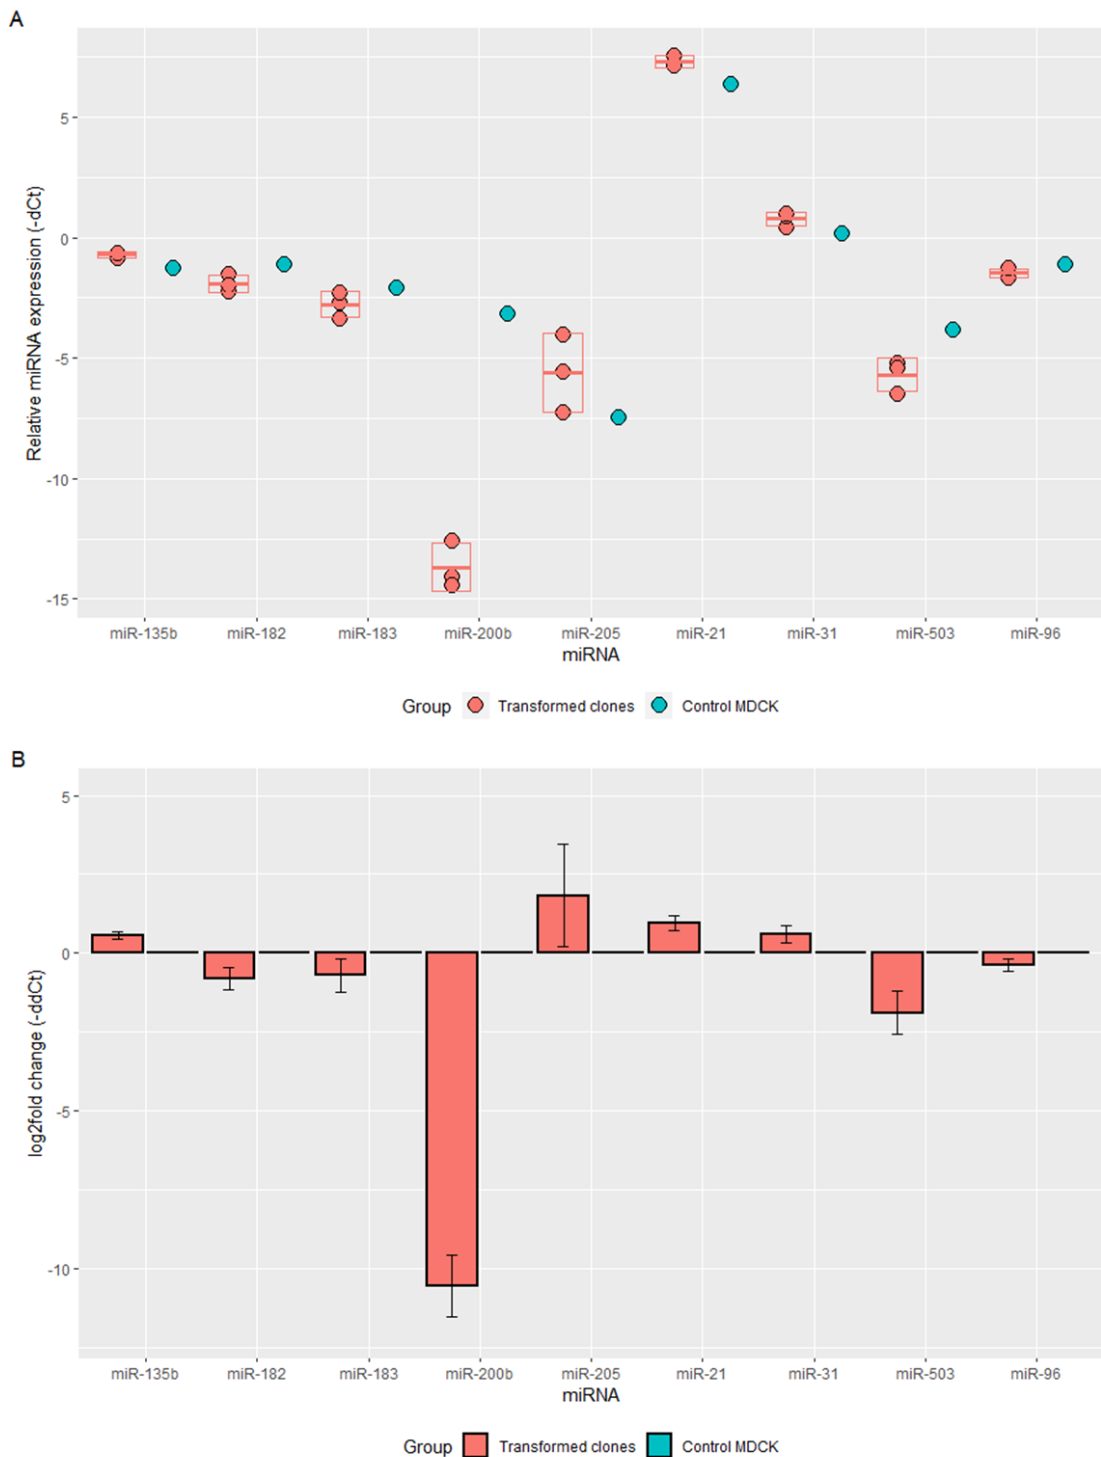 A
Relative miRNA expression (-dCt)
5
0
-5
-10
-15
miR-135b miR-182 miR-183 miR-200b miR-205 miR-21 miR-31 miR-503 miR-96
miRNA
Group Transformed clones Control MDCK
B
log2fold change (-ddCt)
5
0
-5
-10
miR-135b miR-182 miR-183 miR-200b miR-205 miR-21 miR-31 miR-503 miR-96
miRNA
Group Transformed clones Control MDCK